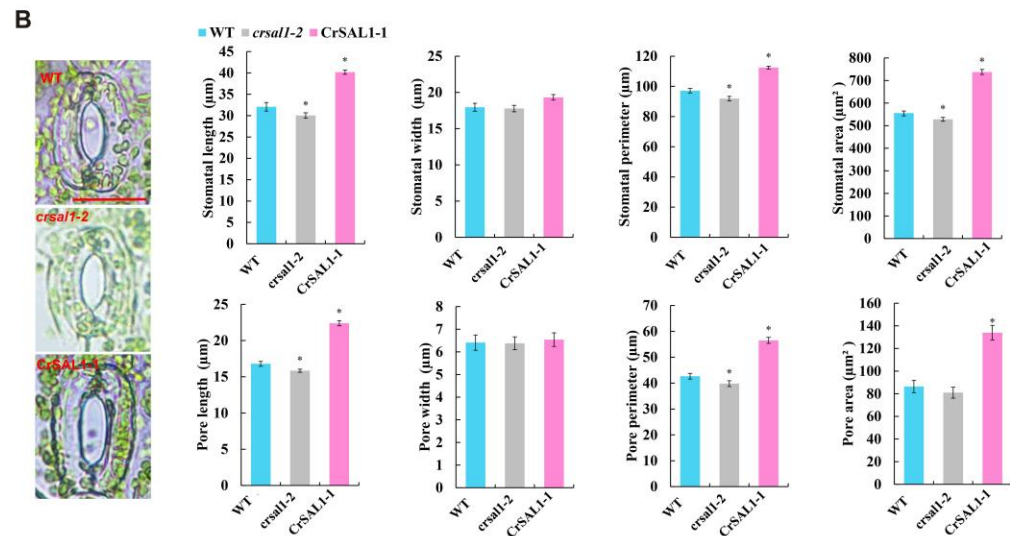 B
WT crsal1-2 CrSAL1-1
WT
crsal1-2
CrSAL1-1
Stomatal length (µm)
45
40
35
30
25
20
15
10
5
0
WT
crsal1-2
CrSAL1-1
*
*
Stomatal width (µm)
25
20
15
10
5
0
WT
crsal1-2
CrSAL1-1
Stomatal perimeter (µm)
120
100
80
60
40
20
0
WT
crsal1-2
CrSAL1-1
*
*
Stomatal area (µm²)
800
700
600
500
400
300
200
100
0
WT
crsal1-2
CrSAL1-1
*
*
Pore length (µm)
25
20
15
10
5
0
WT
crsal1-2
CrSAL1-1
*
*
Pore width (µm)
8
7
6
5
4
3
2
1
0
WT
crsal1-2
CrSAL1-1
Pore perimeter (µm)
70
60
50
40
30
20
10
0
WT
crsal1-2
CrSAL1-1
*
*
Pore area (µm²)
160
140
120
100
80
60
40
20
0
WT
crsal1-2
CrSAL1-1
*